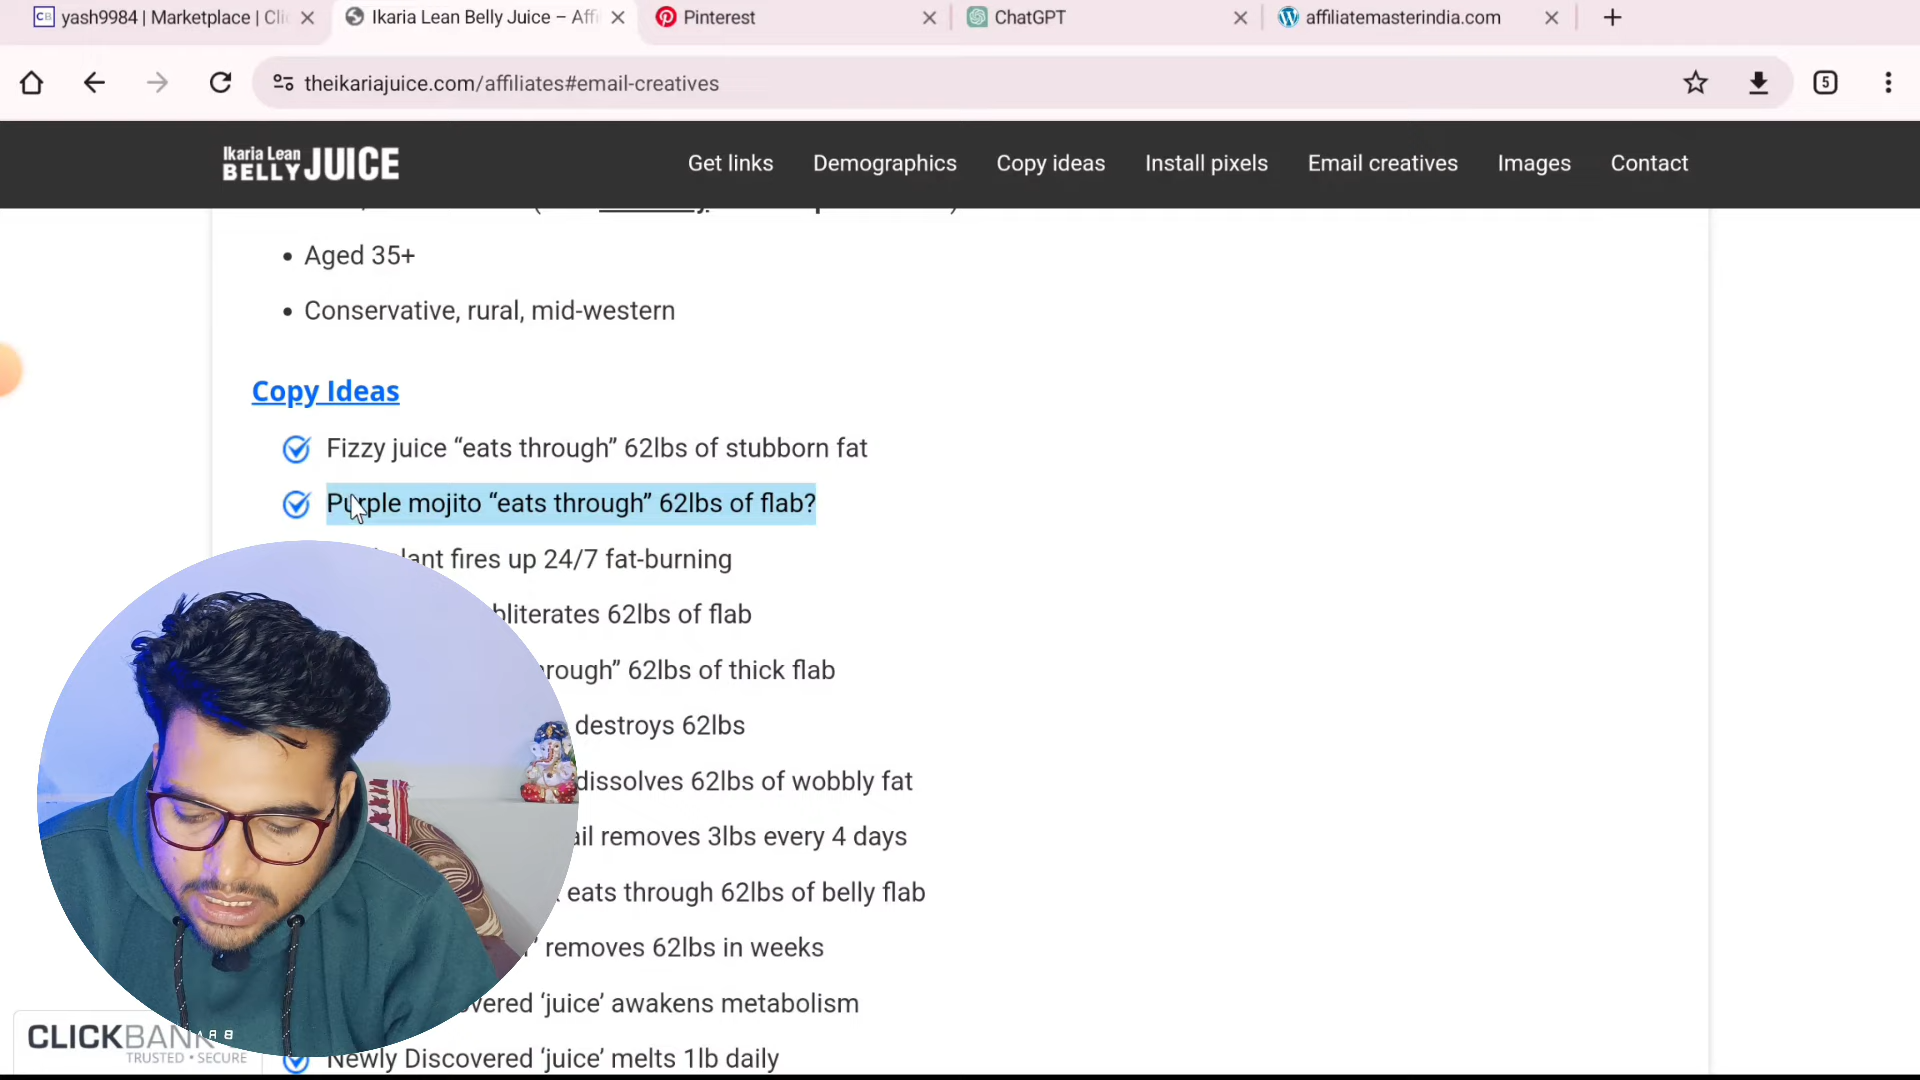 yash9984 | Marketplace | Cli
Ikaria Lean Belly Juice – Affi
Pinterest
ChatGPT
affiliatemasterindia.com
theikariajuice.com/affiliates#email-creatives
5
Ikaria Lean
BELLY JUICE
Get links
Demographics
Copy ideas
Install pixels
Email creatives
Images
Contact
Aged 35+
Conservative, rural, mid-western
Copy Ideas
Fizzy juice “eats through” 62lbs of stubborn fat
Purple mojito “eats through” 62lbs of flab?
fires up 24/7 fat-burning
62lbs of flab
62lbs of thick flab
destroys 62lbs
dissolves 62lbs of wobbly fat
removes 3lbs every 4 days
eats through 62lbs of belly flab
removes 62lbs in weeks
‘juice’ awakens metabolism
Newly Discovered ‘juice’ melts 1lb daily
CLICKBANK
TRUSTED • SECURE